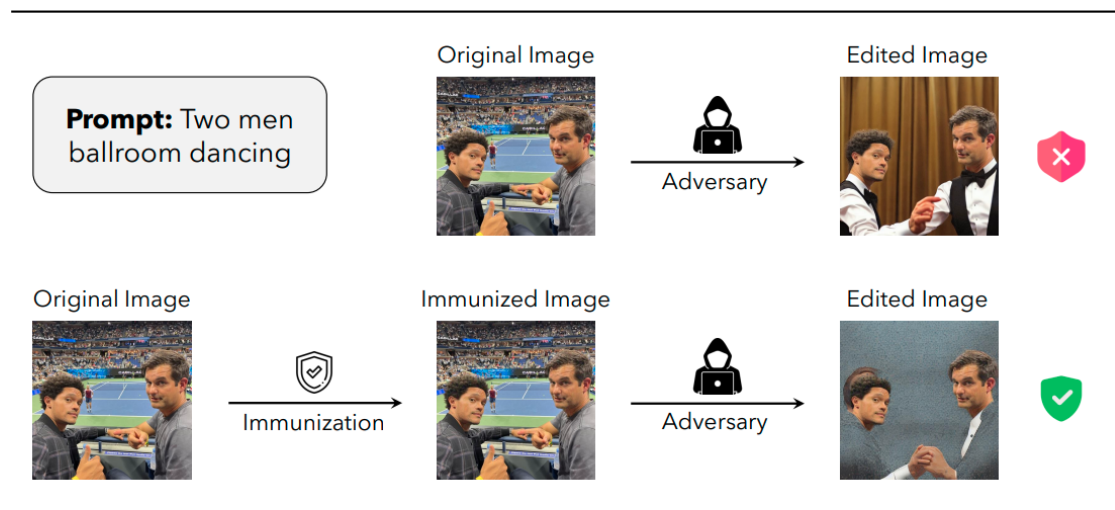 Original Image
Edited Image
Prompt: Two men
ballroom dancing
Adversary
Original Image
Immunized Image
Edited Image
Immunization
Adversary